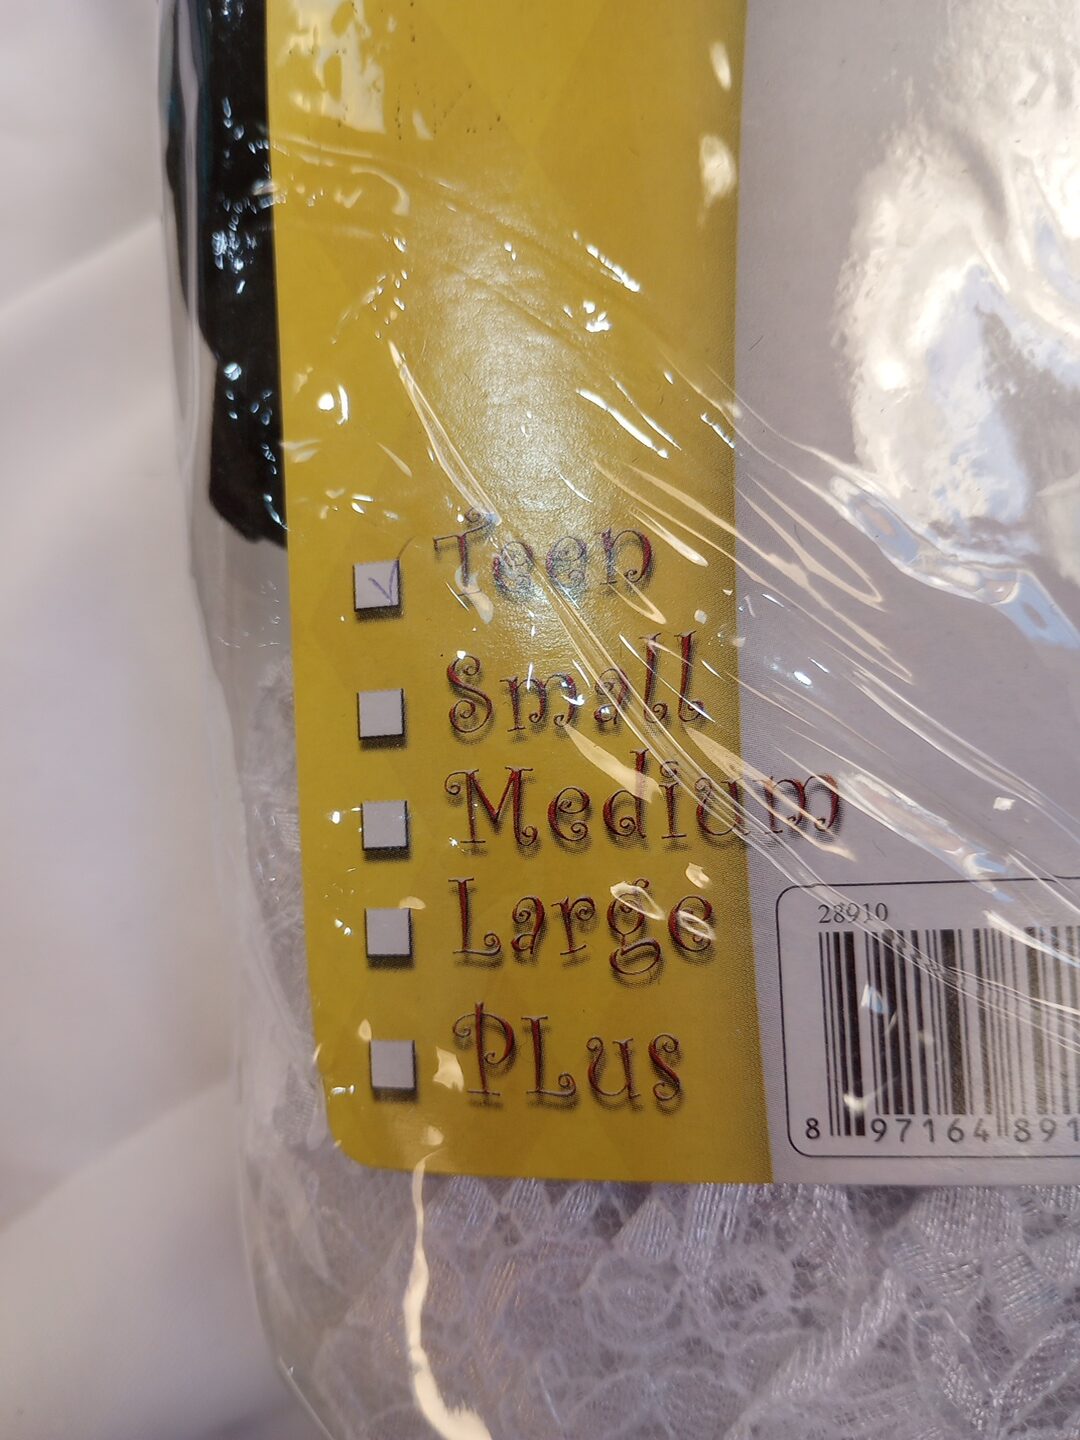 Teen
Small
Medium
Large
PLus
28910
8 97164 891